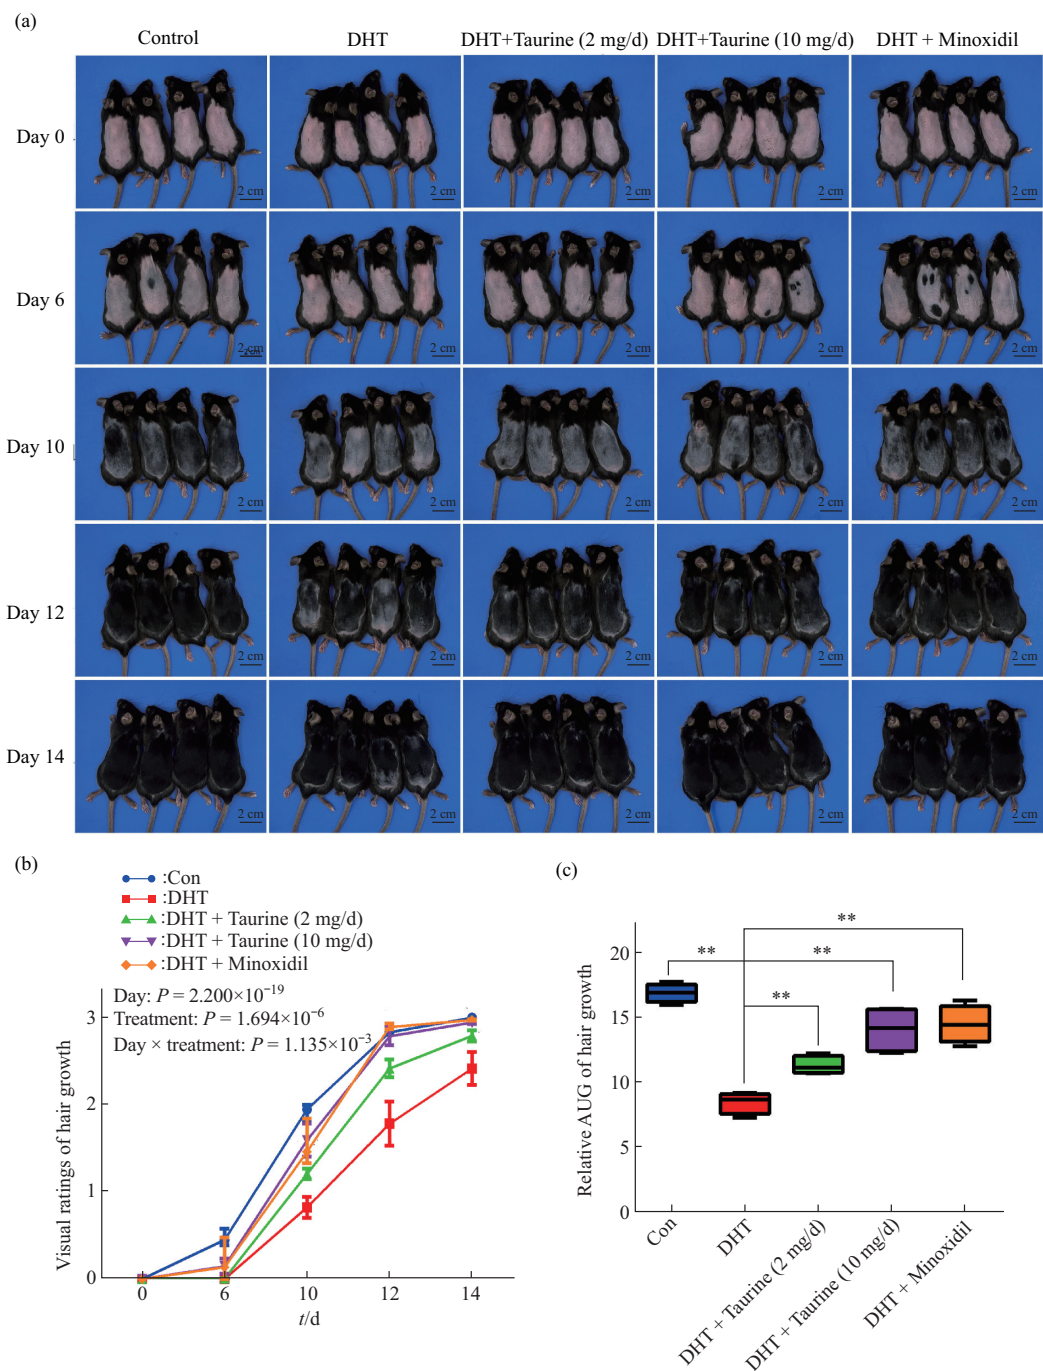 (a)
Control DHT DHT+Taurine (2 mg/d) DHT+Taurine (10 mg/d) DHT + Minoxidil
Day 0
2 cm 2 cm 2 cm 2 cm 2 cm
Day 6
2 cm 2 cm 2 cm 2 cm 2 cm
Day 10
2 cm 2 cm 2 cm 2 cm 2 cm
Day 12
2 cm 2 cm 2 cm 2 cm 2 cm
Day 14
2 cm 2 cm 2 cm 2 cm 2 cm
(b)
:Con
:DHT
:DHT + Taurine (2 mg/d)
:DHT + Taurine (10 mg/d)
:DHT + Minoxidil
Day: P = 2.200×10⁻¹⁹
Treatment: P = 1.694×10⁻⁶
Day × treatment: P = 1.135×10⁻³
Visual ratings of hair growth
3
2
1
0
0 6 10 12 14
t/d
(c)
Relative AUG of hair growth
20
15
10
5
0
**
** **
**
Con
DHT
DHT + Taurine (2 mg/d)
DHT + Taurine (10 mg/d)
DHT + Minoxidil